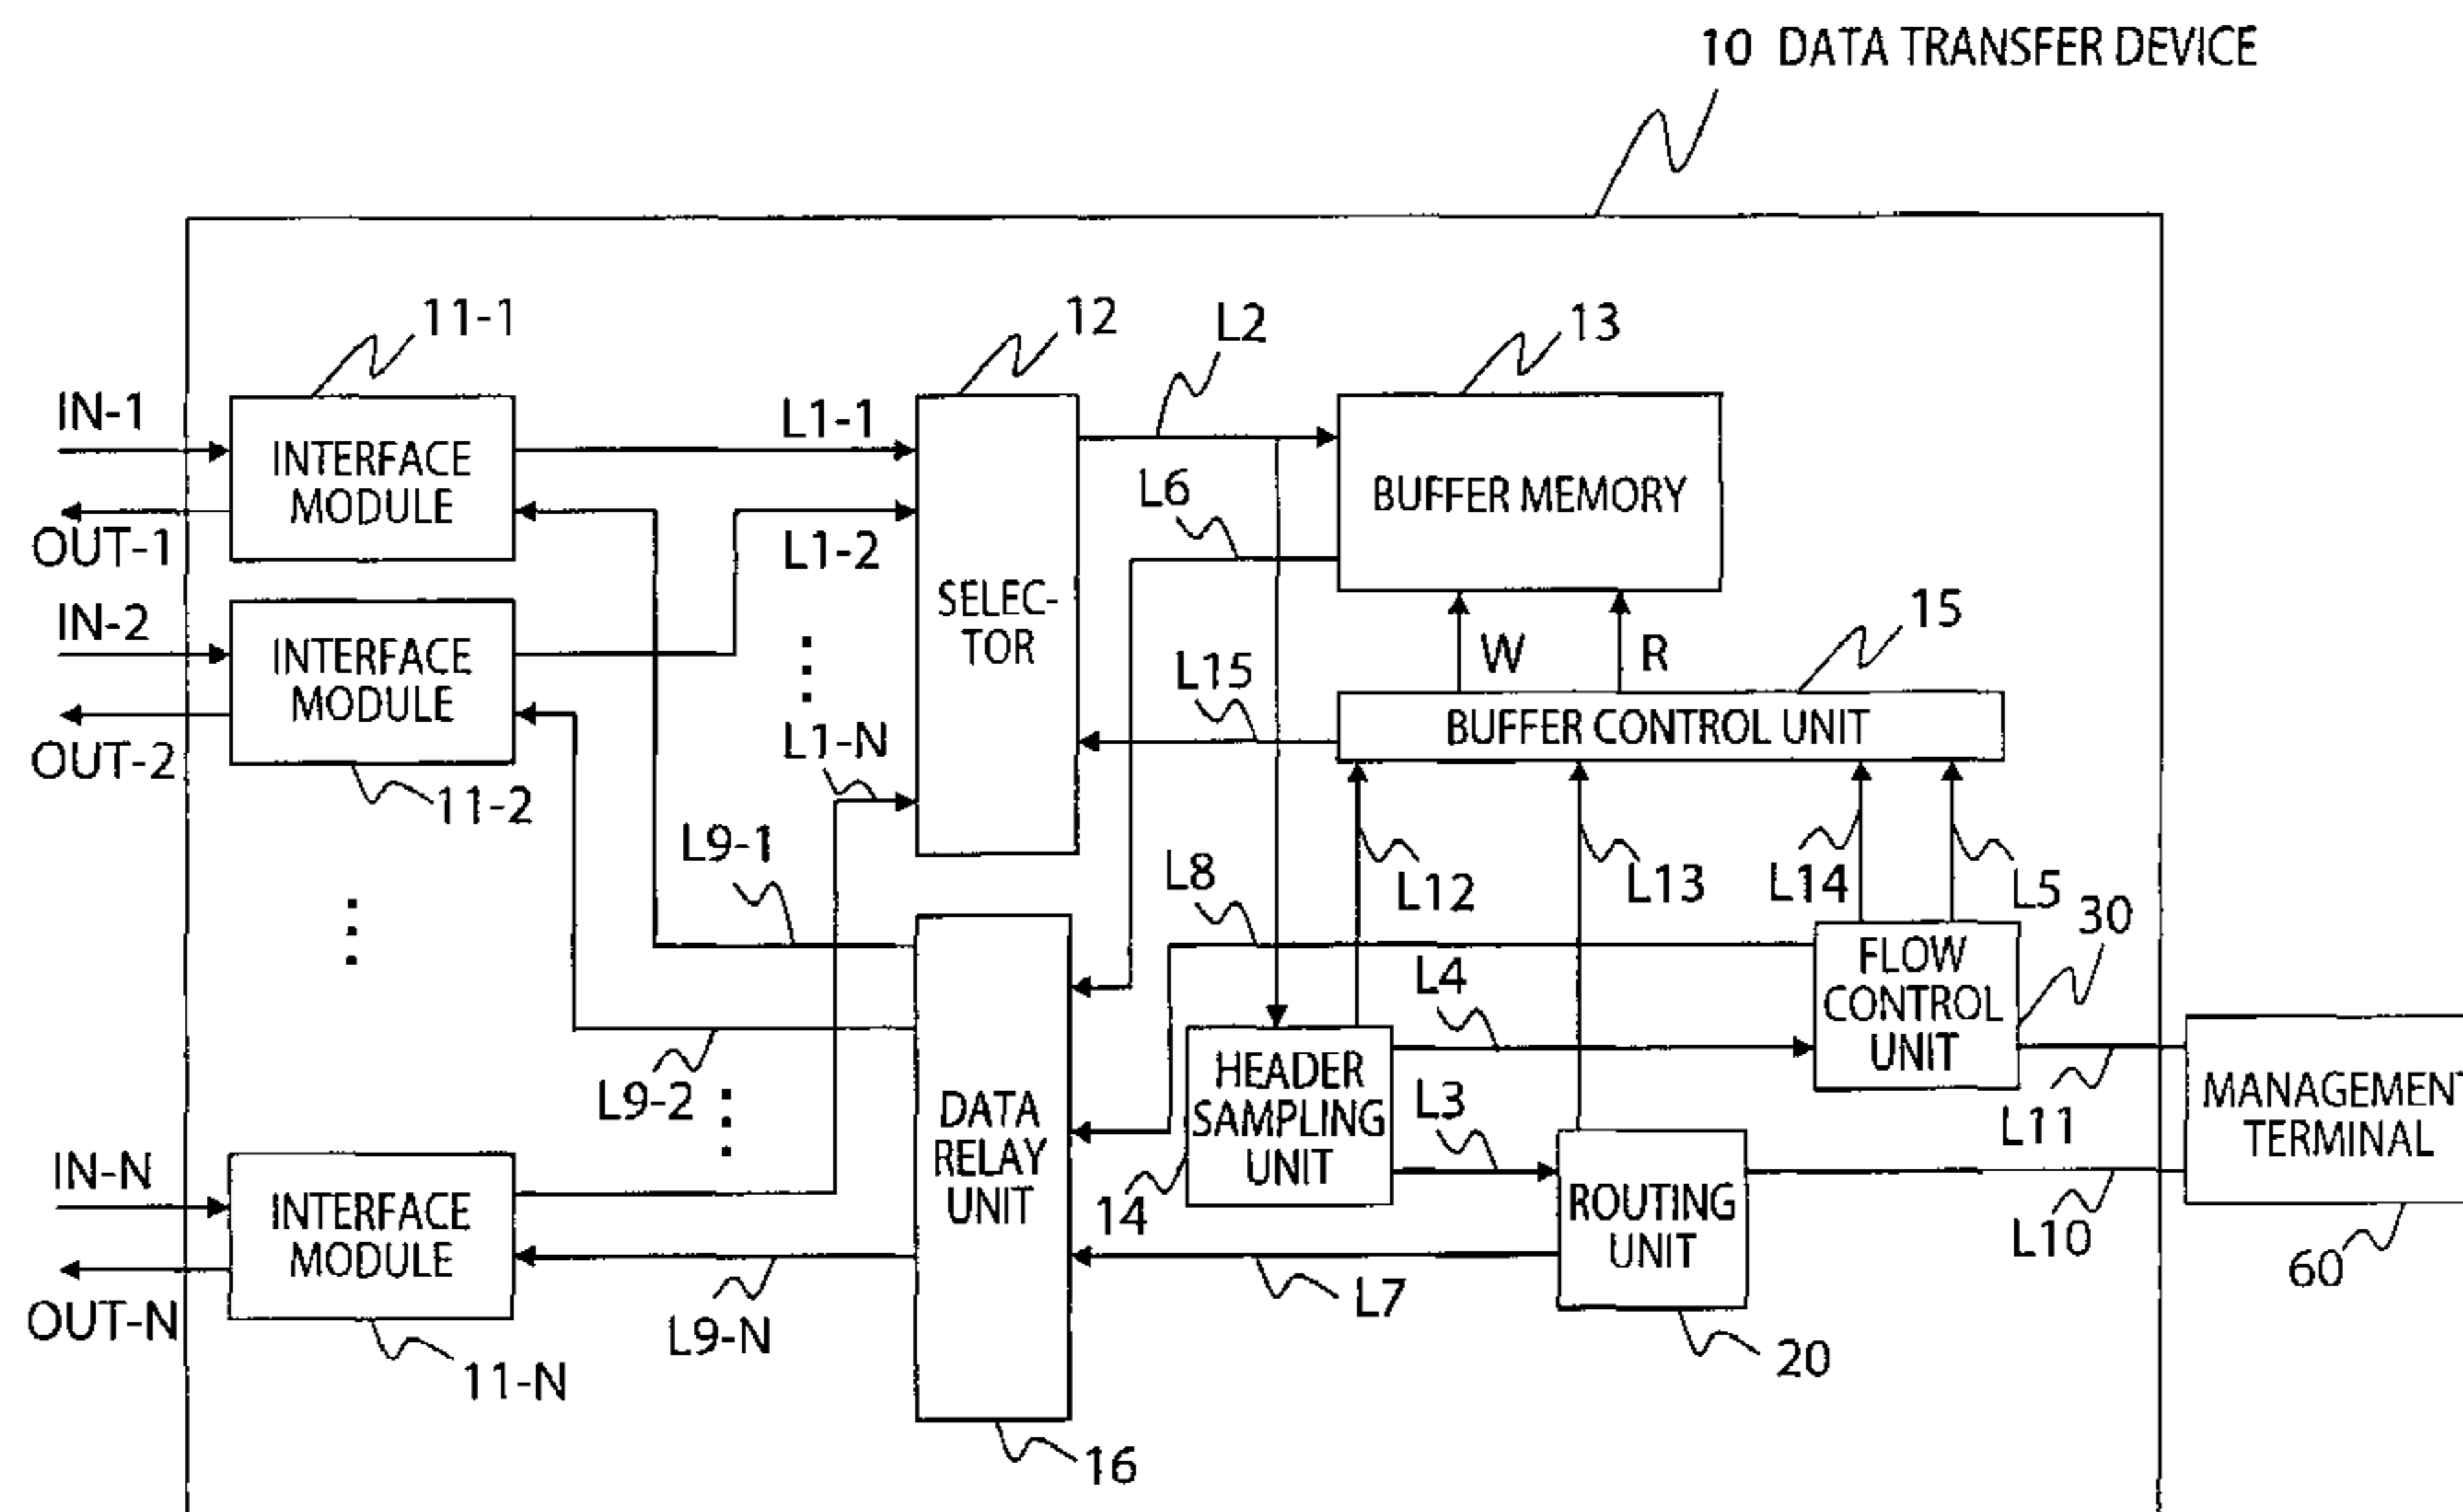 10 DATA TRANSFER DEVICE
11-1
12
L2
13
IN-1
INTERFACE
MODULE
OUT-1
L1-1
L1-2
L6
BUFFER MEMORY
IN-2
INTERFACE
MODULE
OUT-2
11-2
SELEC-
TOR
L1-N
L15
W
R
15
BUFFER CONTROL UNIT
L9-1
L8
L12
L13
L14
L5
30
FLOW
CONTROL
UNIT
L4
L9-2
DATA
RELAY
UNIT
HEADER
SAMPLING
UNIT
14
L3
L11
MANAGEMENT
TERMINAL
IN-N
INTERFACE
MODULE
OUT-N
11-N
L9-N
ROUTING
UNIT
L7
L10
60
20
16